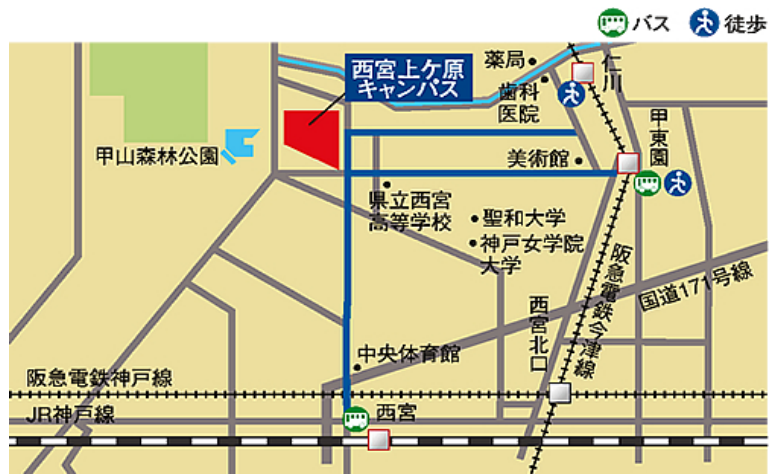 バス
徒歩
西宮上ケ原
キャンパス
薬局
歯科
医院
仁川
甲東園
甲山森林公園
美術館
県立西宮
高等学校
聖和大学
神戸女学院
大学
阪急電鉄今津線
国道171号線
西宮北口
中央体育館
阪急電鉄神戸線
JR神戸線
西宮